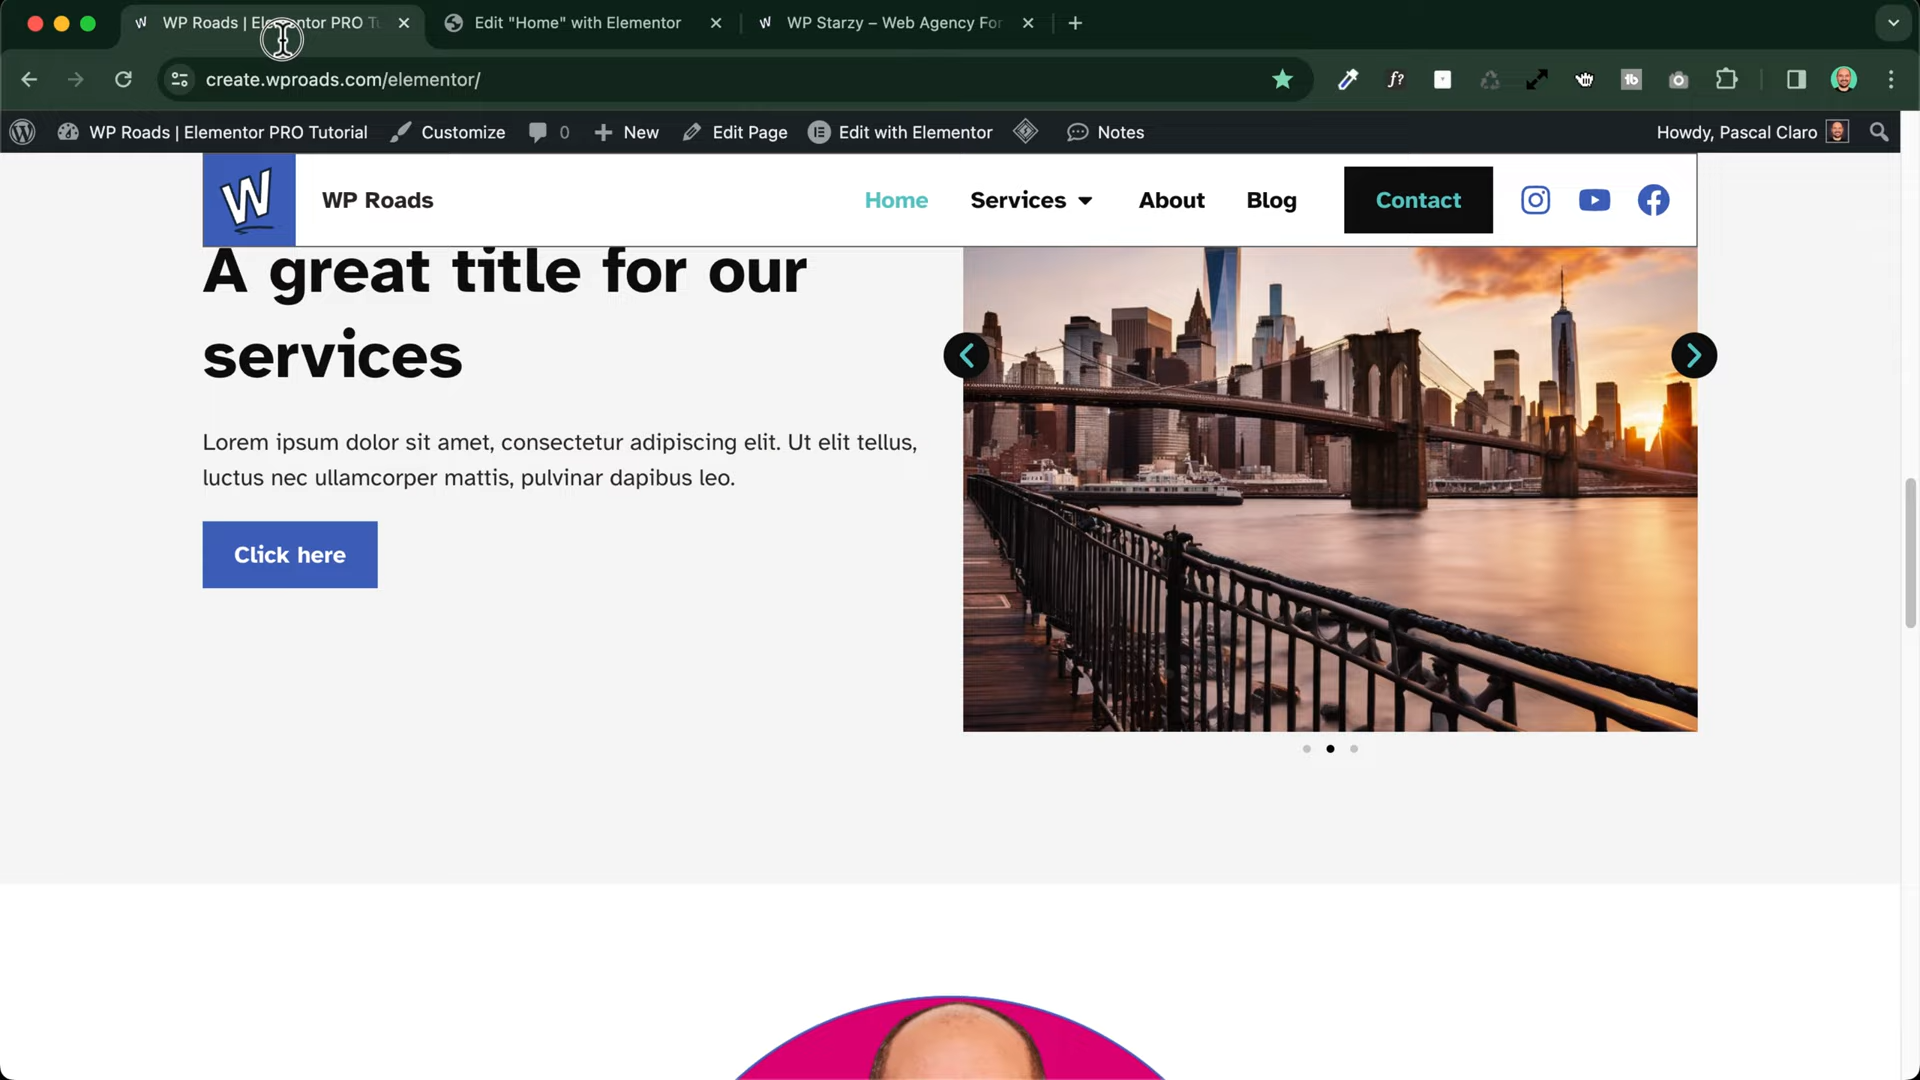 WP Roads | Elementor PRO Tu
Edit "Home" with Elementor
WP Starzy – Web Agency For
create.wproads.com/elementor/
f?
tb
WP Roads | Elementor PRO Tutorial
Customize
0
New
Edit Page
Edit with Elementor
Notes
Howdy, Pascal Claro
W
WP Roads
Home
Services
About
Blog
Contact
A great title for our
services
Lorem ipsum dolor sit amet, consectetur adipiscing elit. Ut elit tellus,
luctus nec ullamcorper mattis, pulvinar dapibus leo.
Click here